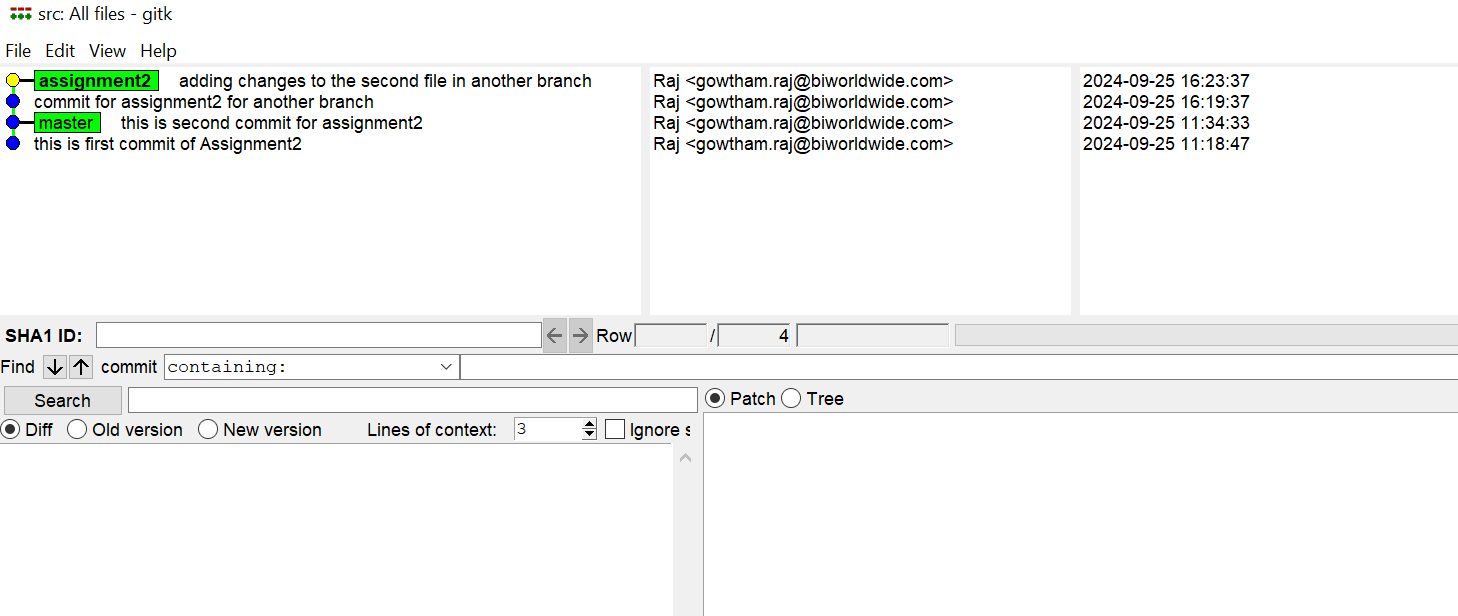 src: All files - gitk
File Edit View Help
assignment2 adding changes to the second file in another branch Raj <gowtham.raj@biworldwide.com> 2024-09-25 16:23:37
commit for assignment2 for another branch Raj <gowtham.raj@biworldwide.com> 2024-09-25 16:19:37
master this is second commit for assignment2 Raj <gowtham.raj@biworldwide.com> 2024-09-25 11:34:33
this is first commit of Assignment2 Raj <gowtham.raj@biworldwide.com> 2024-09-25 11:18:47
SHA1 ID: Row / 4
Find commit containing:
Search Patch Tree
Diff Old version New version Lines of context: 3 Ignore s